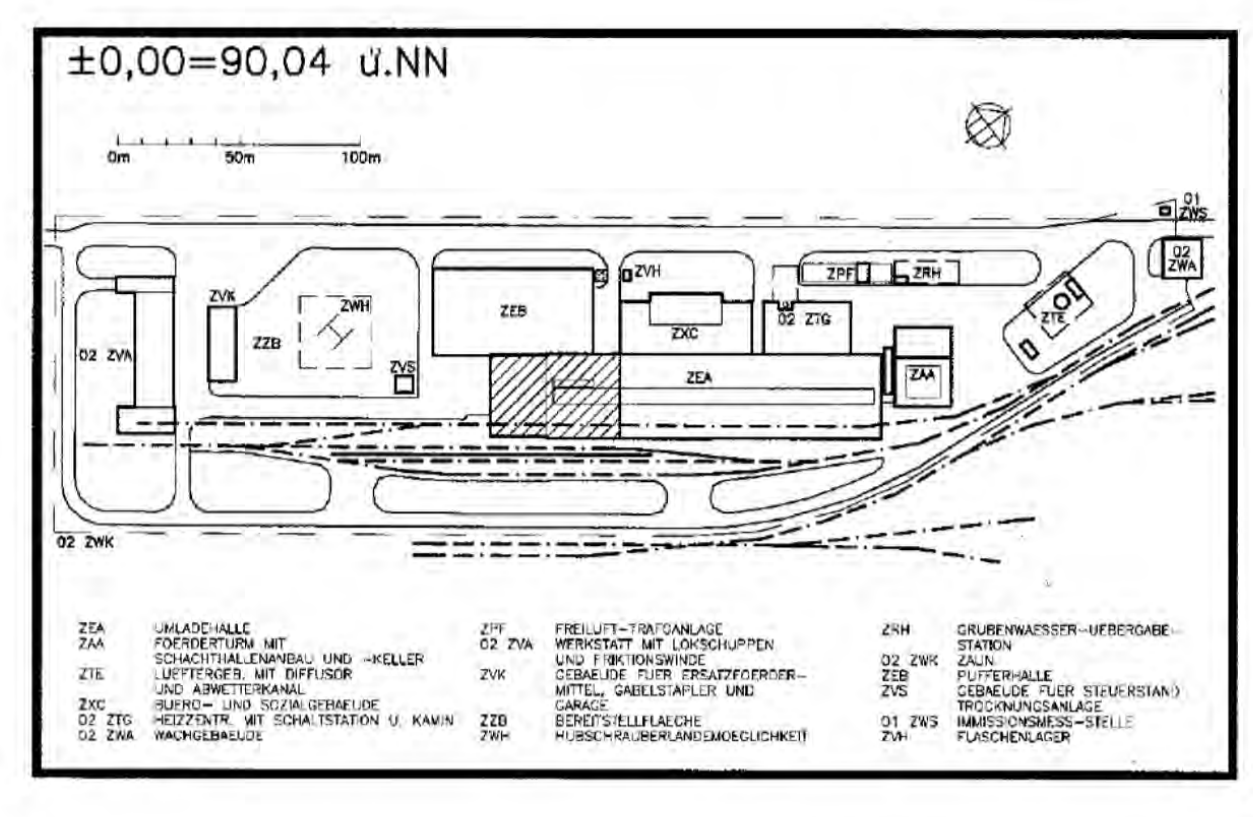 ±0,00=90,04 ü.NN
0m 50m 100m
01
ZWS
02
ZWA
ZVH
ZPF
ZRH
ZVK
ZWH
ZEB
ZTE
02 ZTG
ZXC
ZZB
02 ZVA
ZVS
ZEA
ZAA
02 ZWK
ZEA UMLADEHALLE
ZAA FOERDERTURM MIT
SCHACHTHALLENANBAU UND -KELLER
ZTE LUEFTERGEB. MIT DIFFUSOR
UND ABWETTERKANAL
ZXC BUERO- UND SOZIALGEBAEUDE
02 ZTG HEIZZENTR. MIT SCHALTSTATION U. KAMIN
02 ZWA WACHGEBAEUDE
ZPF FREILUFT-TRAFOANLAGE
02 ZVA WERKSTATT MIT LOKSCHUPPEN
UND FRIKTIONSWINDE
ZVK GEBAEUDE FUER ERSATZFOERDER-
MITTEL, GABELSTAPLER UND
GARAGE
ZZB BEREITSTELLFLAECHE
ZWH HUBSCHRAUBERLANDEMOEGLICHKEIT
ZRH GRUBENWAESSER-UEBERGABE-
STATION
02 ZWK ZAUN
ZEB PUFFERHALLE
ZVS GEBAEUDE FUER STEUERSTAND
TROCKNUNGSANLAGE
01 ZWS IMMISSIONSMESS-STELLE
ZVH FLASCHENLAGER